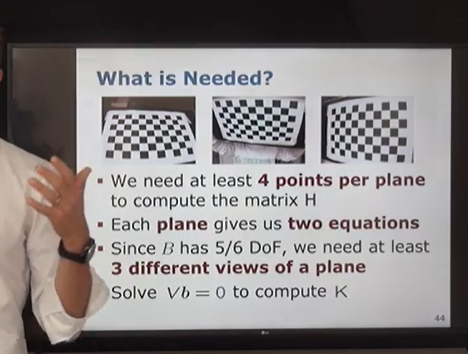 What is Needed?
We need at least 4 points per plane
to compute the matrix H
Each plane gives us two equations
Since B has 5/6 DoF, we need at least
3 different views of a plane
Solve Vb = 0 to compute K
44
LG